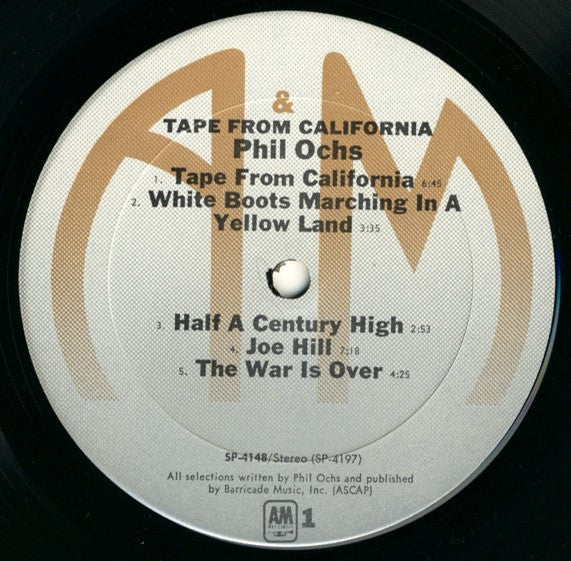 A & M
TAPE FROM CALIFORNIA
Phil Ochs
1. Tape From California 6:45
2. White Boots Marching In A
Yellow Land 3:35
3. Half A Century High 2:53
4. Joe Hill 7:18
5. The War Is Over 4:25
SP-4148/Stereo (SP-4197)
All selections written by Phil Ochs and published
by Barricade Music, Inc. (ASCAP)
AM RECORDS 1